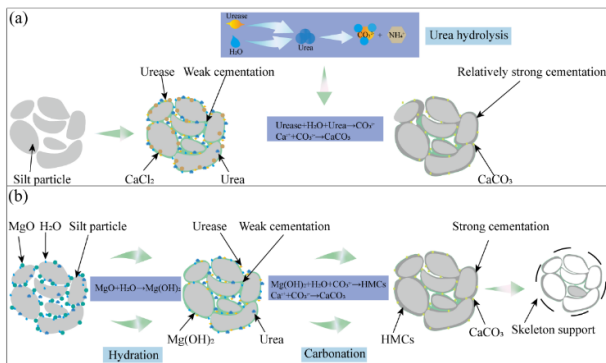 (a)
Urease
H₂O
Urea
CO₃²⁻
+
NH₄⁺
Urea hydrolysis
Urease
Weak cementation
Relatively strong cementation
Urease+H₂O+Urea→CO₃²⁻
Ca²⁺+CO₃²⁻→CaCO₃
Silt particle
CaCl₂
Urea
CaCO₃
(b)
MgO H₂O
Silt particle
Urease
Weak cementation
Strong cementation
MgO+H₂O→Mg(OH)₂
Mg(OH)₂+H₂O+CO₃²⁻→HMCs
Ca²⁺+CO₃²⁻→CaCO₃
Mg(OH)₂
Urea
HMCs
CaCO₃
Skeleton support
Hydration
Carbonation